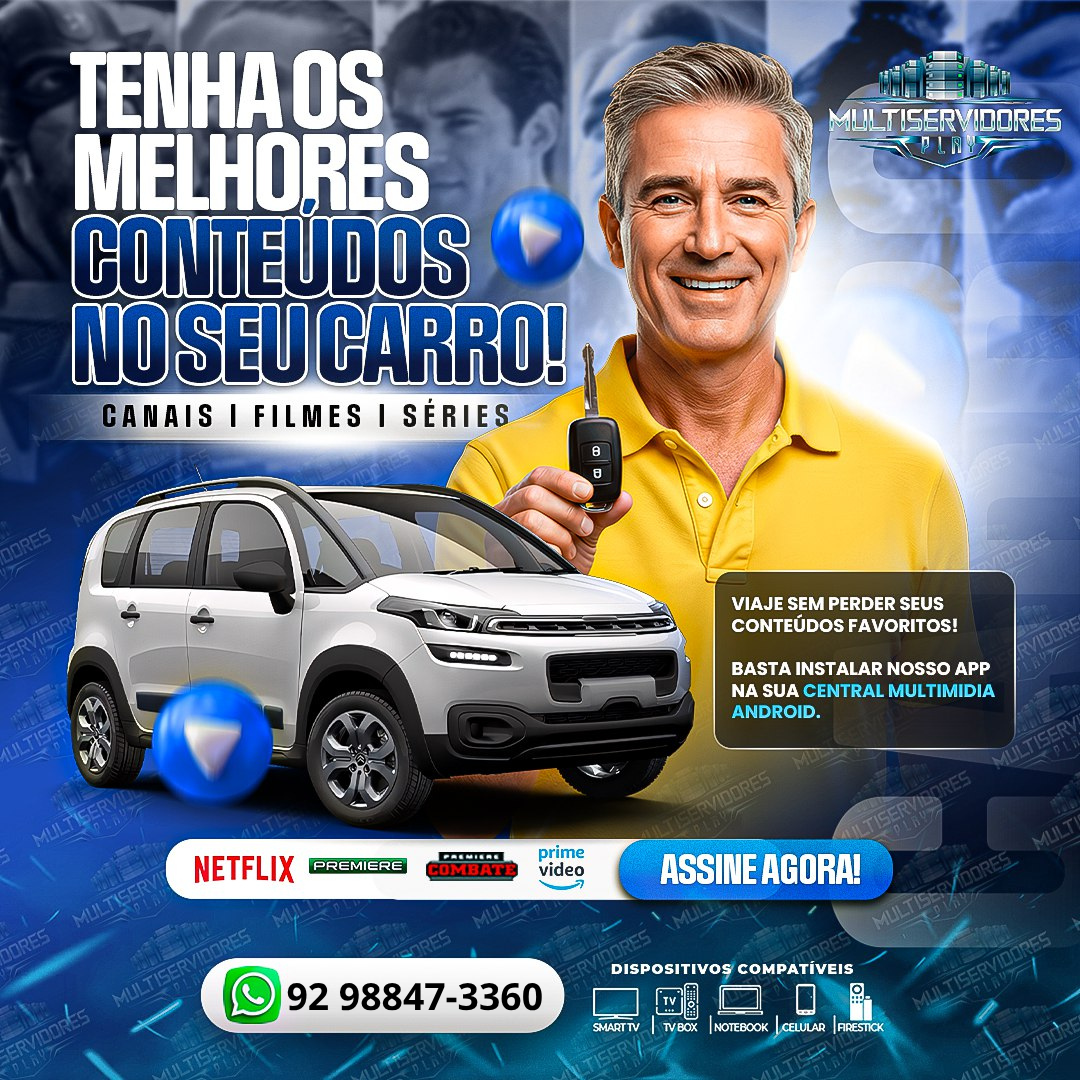 TENHA OS
MELHORES
CONTEÚDOS
NO SEU CARRO!
CANAIS | FILMES | SÉRIES
MULTISERVIDORES
PLAY
VIAJE SEM PERDER SEUS
CONTEÚDOS FAVORITOS!
BASTA INSTALAR NOSSO APP
NA SUA CENTRAL MULTIMIDIA
ANDROID.
NETFLIX PREMIERE PREMIERE COMBATE prime video ASSINE AGORA!
92 98847-3360
DISPOSITIVOS COMPATÍVEIS
TV
SMART TV | TV BOX | NOTEBOOK | CELULAR | FIRESTICK